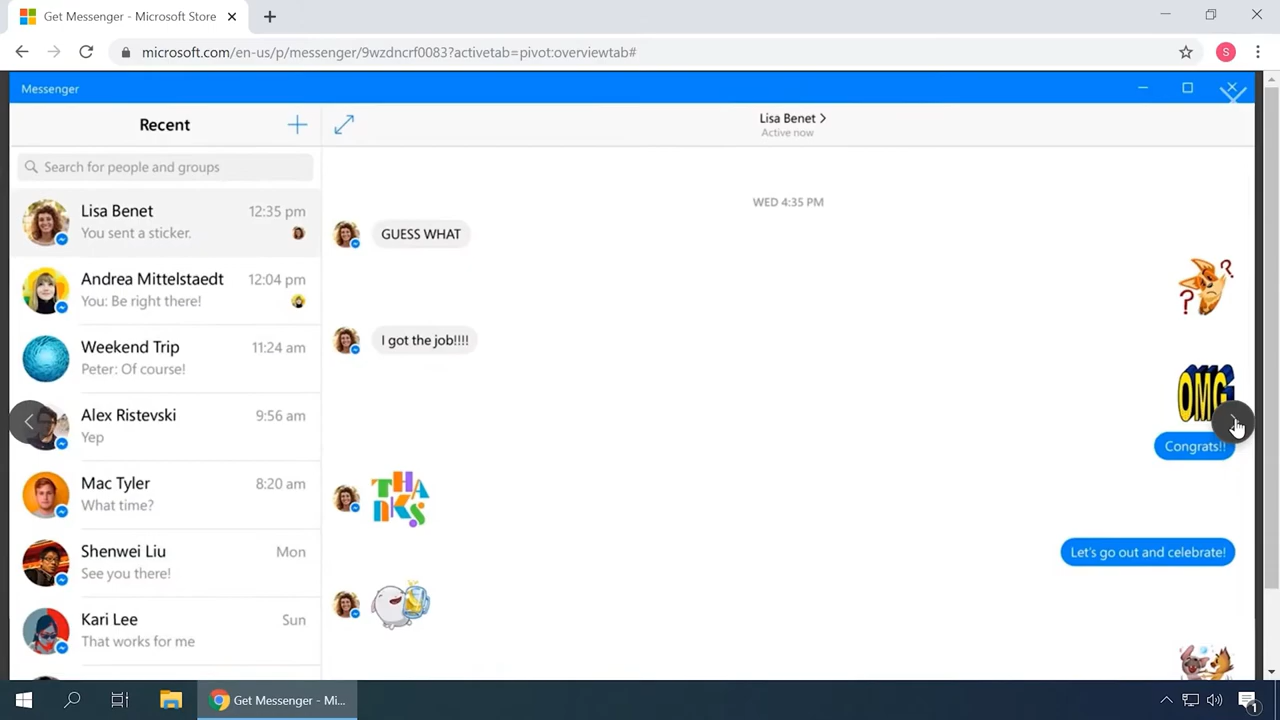 Get Messenger - Microsoft Store
microsoft.com/en-us/p/messenger/9wzdncrf0083?activetab=pivot:overviewtab#
S
Messenger
Recent
Lisa Benet
Active now
Search for people and groups
Lisa Benet 12:35 pm
You sent a sticker.
Andrea Mittelstaedt 12:04 pm
You: Be right there!
Weekend Trip 11:24 am
Peter: Of course!
Alex Ristevski 9:56 am
Yep
Mac Tyler 8:20 am
What time?
Shenwei Liu Mon
See you there!
Kari Lee Sun
That works for me
WED 4:35 PM
GUESS WHAT
? ?
I got the job!!!!
OMG
Congrats!!
THANKS
Let's go out and celebrate!
Get Messenger - Mi...
1